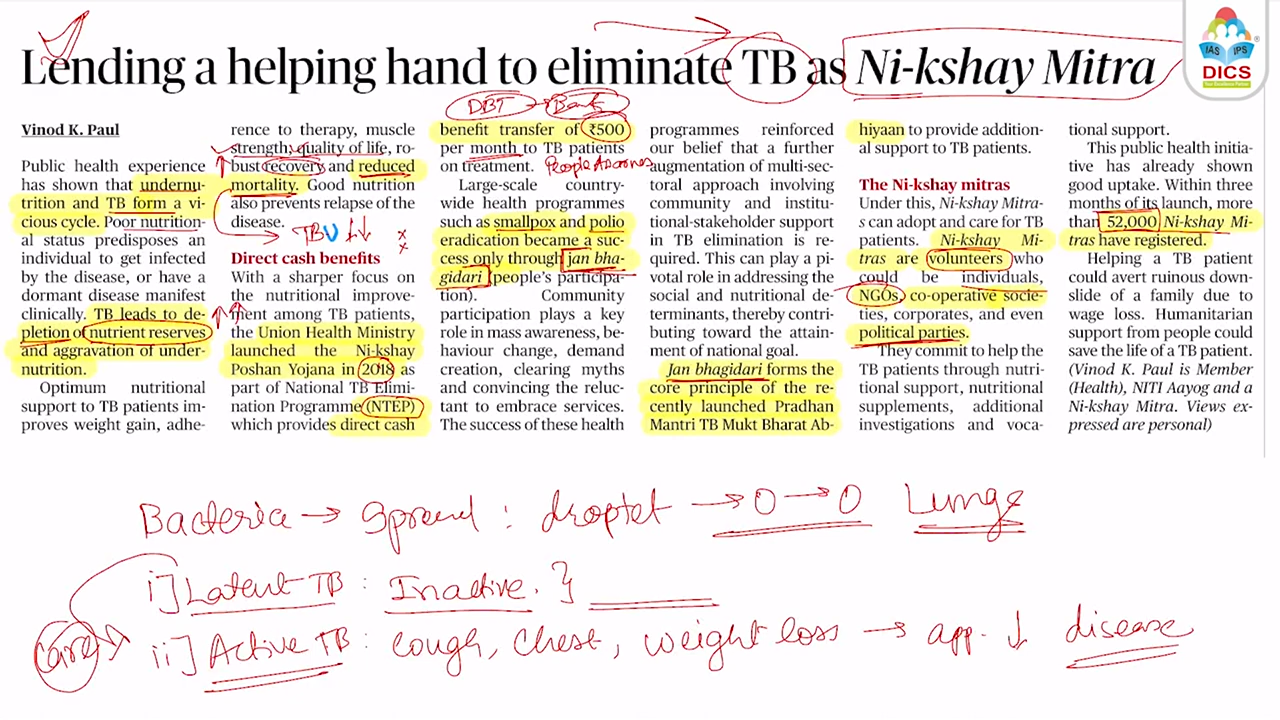 Lending a helping hand to eliminate TB as Ni-kshay Mitra
IAS IPS
DICS
Your Excellence Partner
Vinod K. Paul
Public health experience
has shown that undernu-
trition and TB form a vi-
cious cycle. Poor nutrition-
al status predisposes an
individual to get infected
by the disease, or have a
dormant disease manifest
clinically. TB leads to de-
pletion of nutrient reserves
and aggravation of under-
nutrition.
Optimum nutritional
support to TB patients im-
proves weight gain, adhe-
rence to therapy, muscle
strength, quality of life, ro-
bust recovery and reduced
mortality. Good nutrition
also prevents relapse of the
disease.
TB
Direct cash benefits
With a sharper focus on
the nutritional improve-
ment among TB patients,
the Union Health Ministry
launched the Ni-kshay
Poshan Yojana in 2018 as
part of National TB Elimi-
nation Programme (NTEP)
which provides direct cash
DBT → Bank
benefit transfer of ₹500
per month to TB patients
on treatment.
Large-scale country-
wide health programmes
such as smallpox and polio
eradication became a suc-
cess only through jan bha-
gidari (people's participa-
tion). Community
participation plays a key
role in mass awareness, be-
haviour change, demand
creation, clearing myths
and convincing the reluc-
tant to embrace services.
The success of these health
programmes reinforced
our belief that a further
augmentation of multi-sec-
toral approach involving
community and institu-
tional-stakeholder support
in TB elimination is re-
quired. This can play a pi-
votal role in addressing the
social and nutritional de-
terminants, thereby contri-
buting toward the attain-
ment of national goal.
Jan bhagidari forms the
core principle of the re-
cently launched Pradhan
Mantri TB Mukt Bharat Ab-
hiyaan to provide addition-
al support to TB patients.
The Ni-kshay mitras
Under this, Ni-kshay Mitra-
s can adopt and care for TB
patients. Ni-kshay Mi-
tras are volunteers who
could be individuals,
NGOs, co-operative socie-
ties, corporates, and even
political parties.
They commit to help the
TB patients through nutri-
tional support, nutritional
supplements, additional
investigations and voca-
tional support.
This public health initia-
tive has already shown
good uptake. Within three
months of its launch, more
than 52,000 Ni-kshay Mi-
tras have registered.
Helping a TB patient
could avert ruinous down-
slide of a family due to
wage loss. Humanitarian
support from people could
save the life of a TB patient.
(Vinod K. Paul is Member
(Health), NITI Aayog and a
Ni-kshay Mitra. Views ex-
pressed are personal)
Bacteria → Spread : droplet → O → O Lungs
i] Latent TB : Inactive. }
Care ii] Active TB : Cough, Chest, weight loss → app. ↓ disease